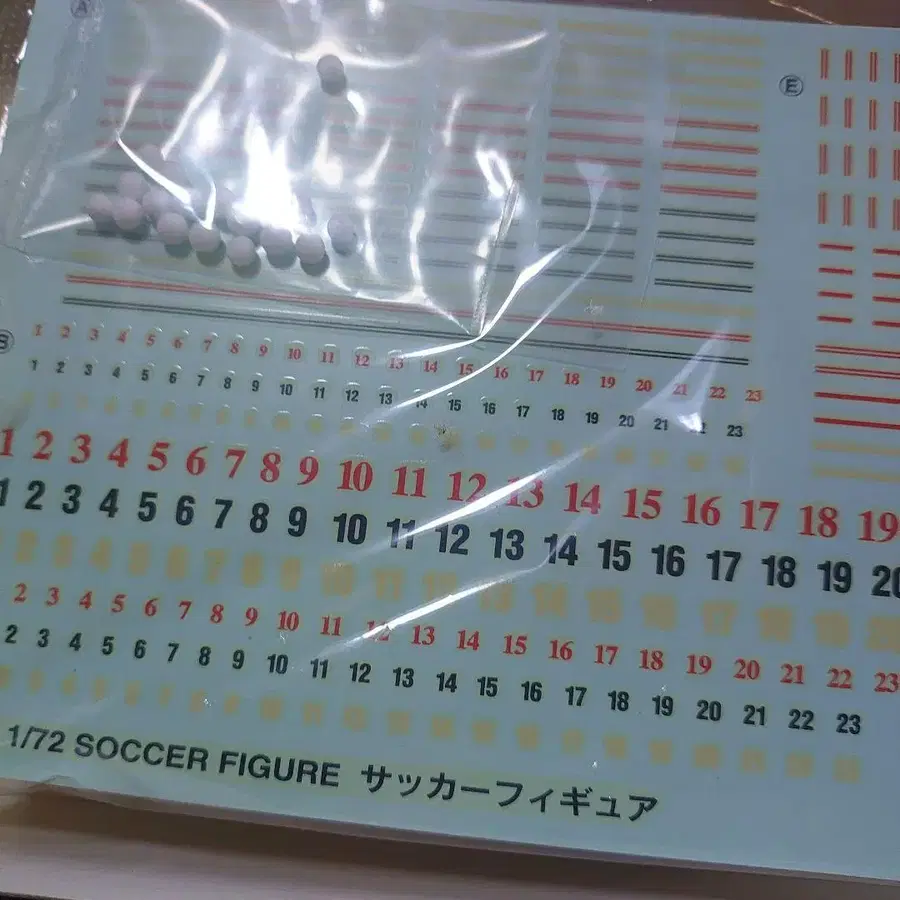 A
E
B
1 2 3 4 5 6 7 8 9 10 11 12 13 14 15 16 17 18 19 20 21 22 23
1 2 3 4 5 6 7 8 9 10 11 12 13 14 15 16 17 18 19 20 21 23
1 2 3 4 5 6 7 8 9 10 11 12 13 14 15 16 17 18 19
1 2 3 4 5 6 7 8 9 10 11 12 13 14 15 16 17 18 19 20
2 3 4 5 6 7 8 9 10 11 12 13 14 15 16 17 18 19 20 21 22 23
2 3 4 5 6 7 8 9 10 11 12 13 14 15 16 17 18 19 20 21 22 23
1/72 SOCCER FIGURE サッカーフィギュア